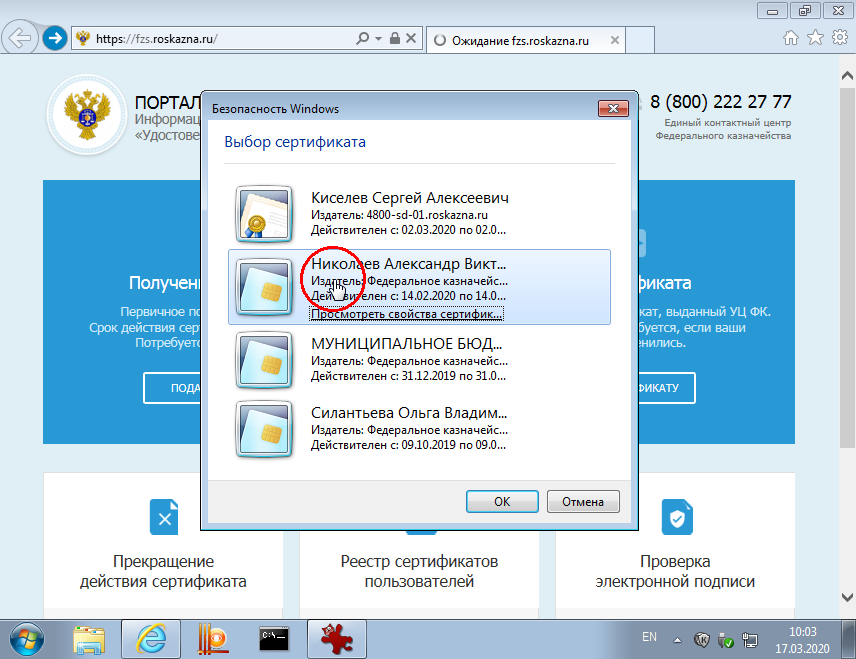 https://fzs.roskazna.ru/
Ожидание fzs.roskazna.ru
ПОРТАЛ
«Удостове
8 (800) 222 27 77
Единый контактный центр
Федерального казначейства
Безопасность Windows
Выбор сертификата
Киселев Сергей Алексеевич
Издатель: 4800-sd-01.roskazna.ru
Действителен с: 02.03.2020 по 02.0...
Николаев Александр Викт...
Издатель: Федеральное казначейс...
Действителен с: 14.02.2020 по 14.0...
Просмотреть свойства сертифик...
МУНИЦИПАЛЬНОЕ БЮД...
Издатель: Федеральное казначейс...
Действителен с: 31.12.2019 по 31.0...
Силантьева Ольга Владим...
Издатель: Федеральное казначейс...
Действителен с: 09.10.2019 по 09.0...
ОК
Отмена
Получени
Первичное по
Срок действия сер
Потребуетс
ПОДА
фиката
кат, выданный УЦ ФК.
буется, если ваши
енились.
ФИКАТУ
Прекращение
действия сертификата
Реестр сертификатов
пользователей
Проверка
электронной подписи
EN
10:03
17.03.2020